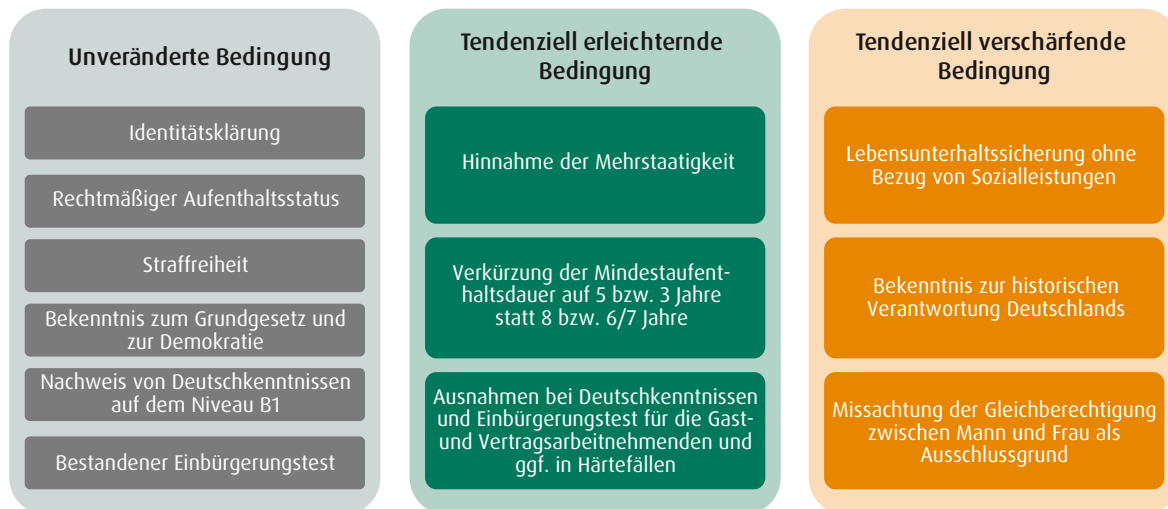 Unveränderte Bedingung
Identitätsklärung
Rechtmäßiger Aufenthaltsstatus
Straffreiheit
Bekenntnis zum Grundgesetz und
zur Demokratie
Nachweis von Deutschkenntnissen
auf dem Niveau B1
Bestandener Einbürgerungstest
Tendenziell erleichternde
Bedingung
Hinnahme der Mehrstaatigkeit
Verkürzung der Mindestaufent-
haltsdauer auf 5 bzw. 3 Jahre
statt 8 bzw. 6/7 Jahre
Ausnahmen bei Deutschkenntnissen
und Einbürgerungstest für die Gast-
und Vertragsarbeitnehmenden und
ggf. in Härtefällen
Tendenziell verschärfende
Bedingung
Lebensunterhaltssicherung ohne
Bezug von Sozialleistungen
Bekenntnis zur historischen
Verantwortung Deutschlands
Missachtung der Gleichberechtigung
zwischen Mann und Frau als
Ausschlussgrund